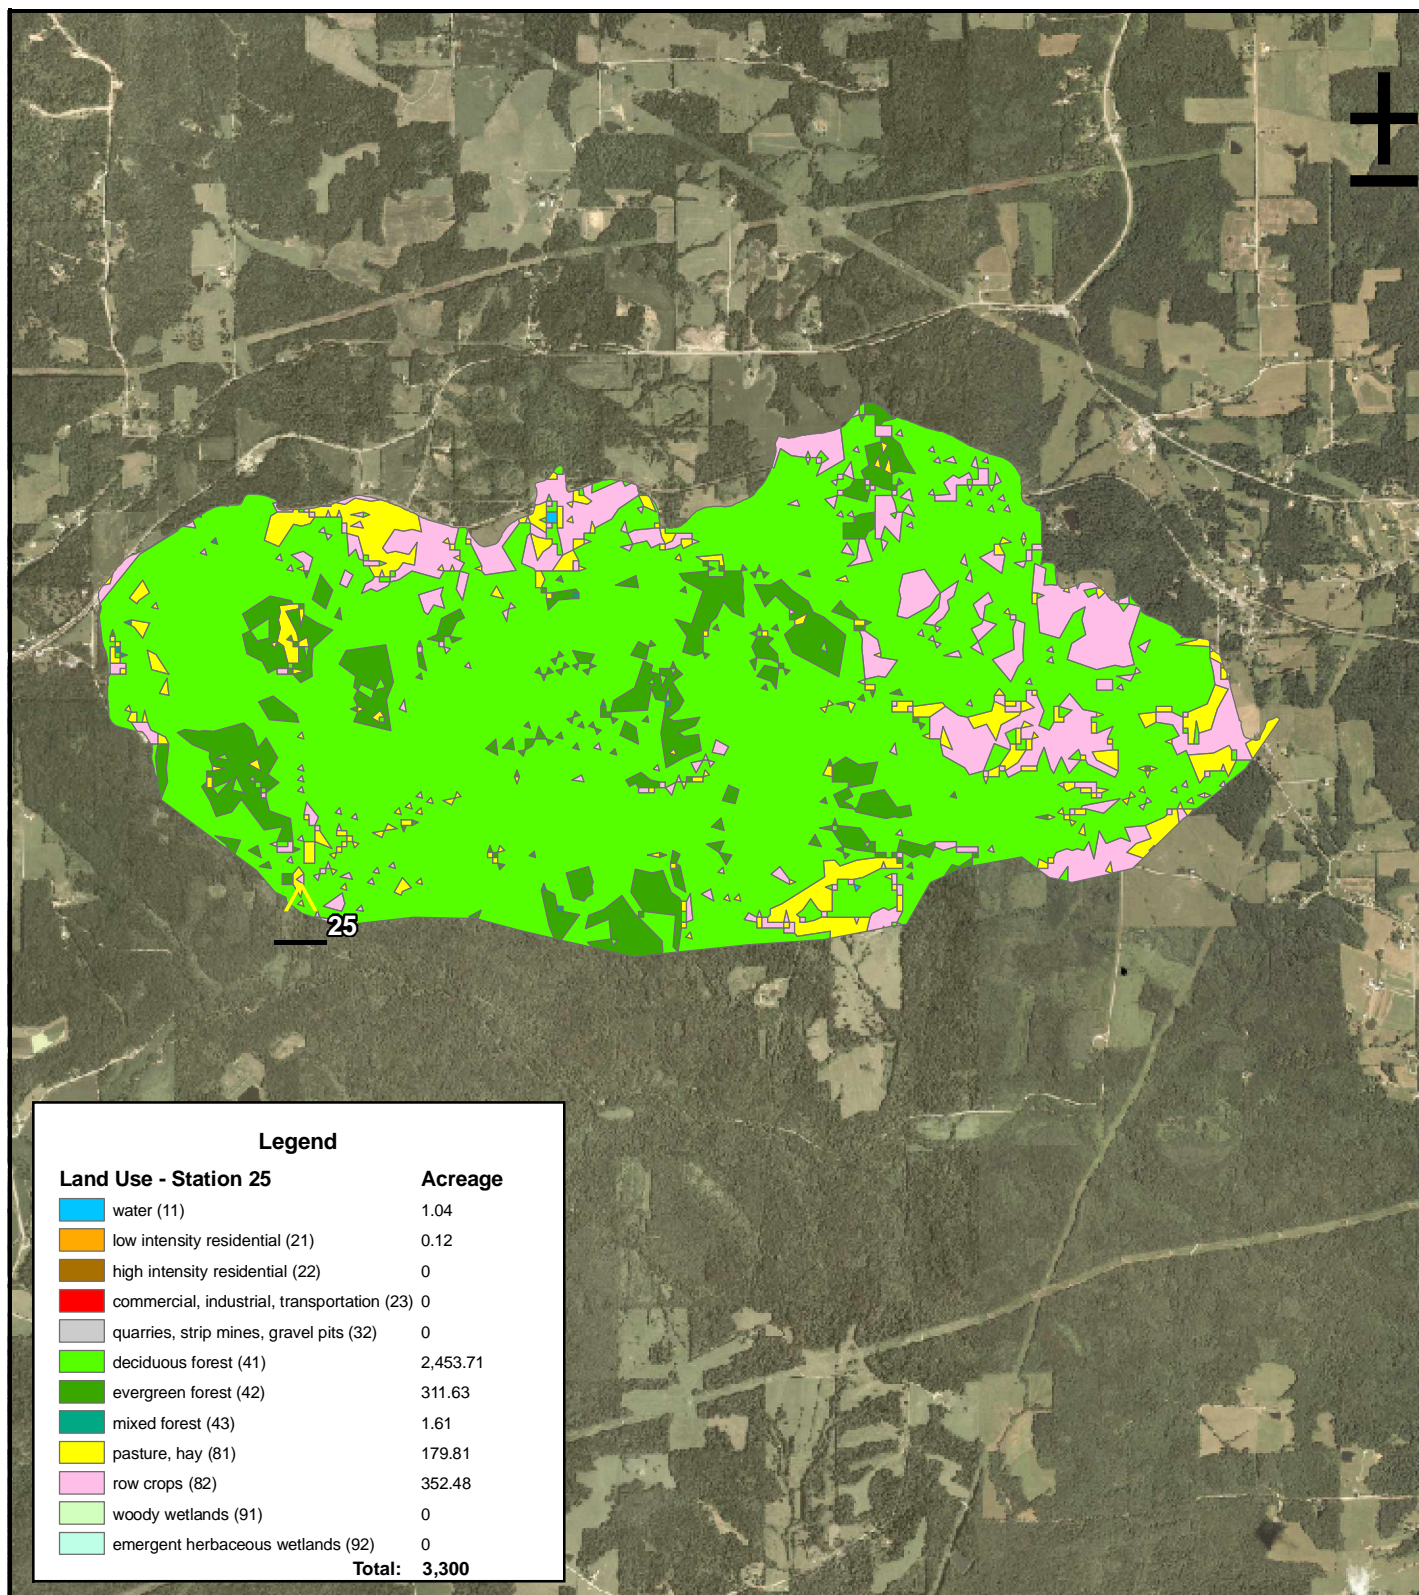 25
Legend
Land Use - Station 25 Acreage
water (11) 1.04
low intensity residential (21) 0.12
high intensity residential (22) 0
commercial, industrial, transportation (23) 0
quarries, strip mines, gravel pits (32) 0
deciduous forest (41) 2,453.71
evergreen forest (42) 311.63
mixed forest (43) 1.61
pasture, hay (81) 179.81
row crops (82) 352.48
woody wetlands (91) 0
emergent herbaceous wetlands (92) 0
Total: 3,300